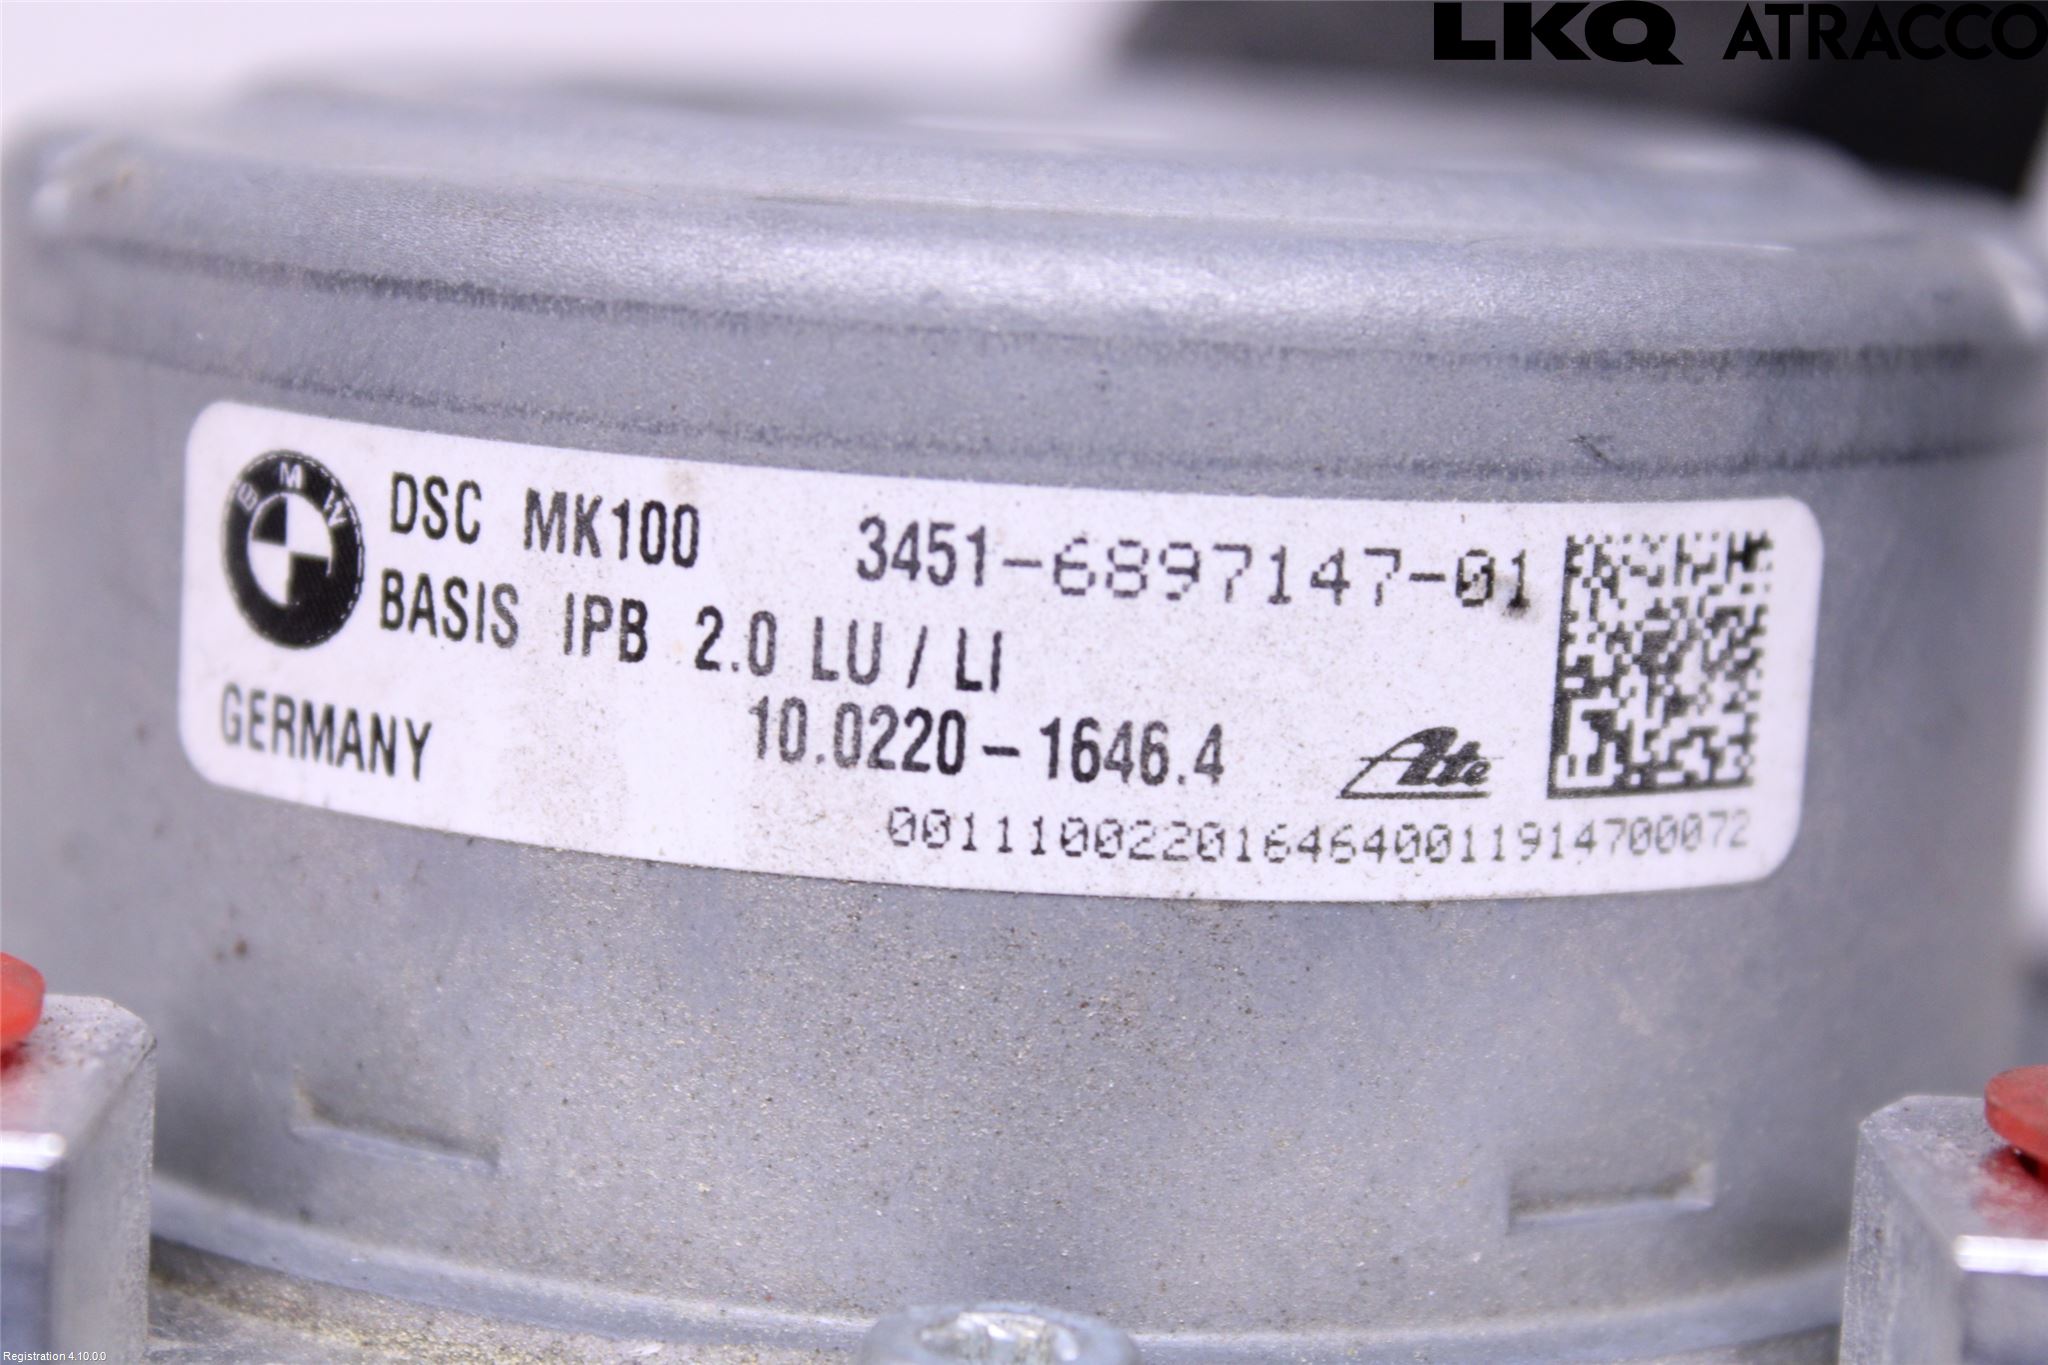 LKQ ATRACCO
BMW
DSC MK100 3451-6897147-01
BASIS IPB 2.0 LU / LI
GERMANY 10.0220-1646.4 Ate
0011100220164640011914700072
Registration 4.10.0.0